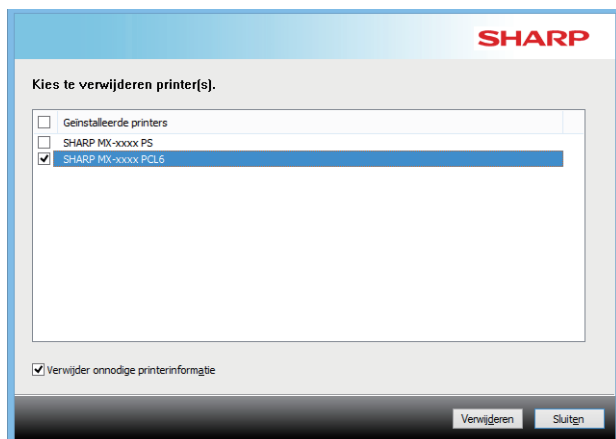 SHARP
Kies te verwijderen printer(s).
Geïnstalleerde printers
SHARP MX-xxxx PS
SHARP MX-xxxx PCL6
Verwijder onnodige printerinformatie
Verwijderen
Sluiten